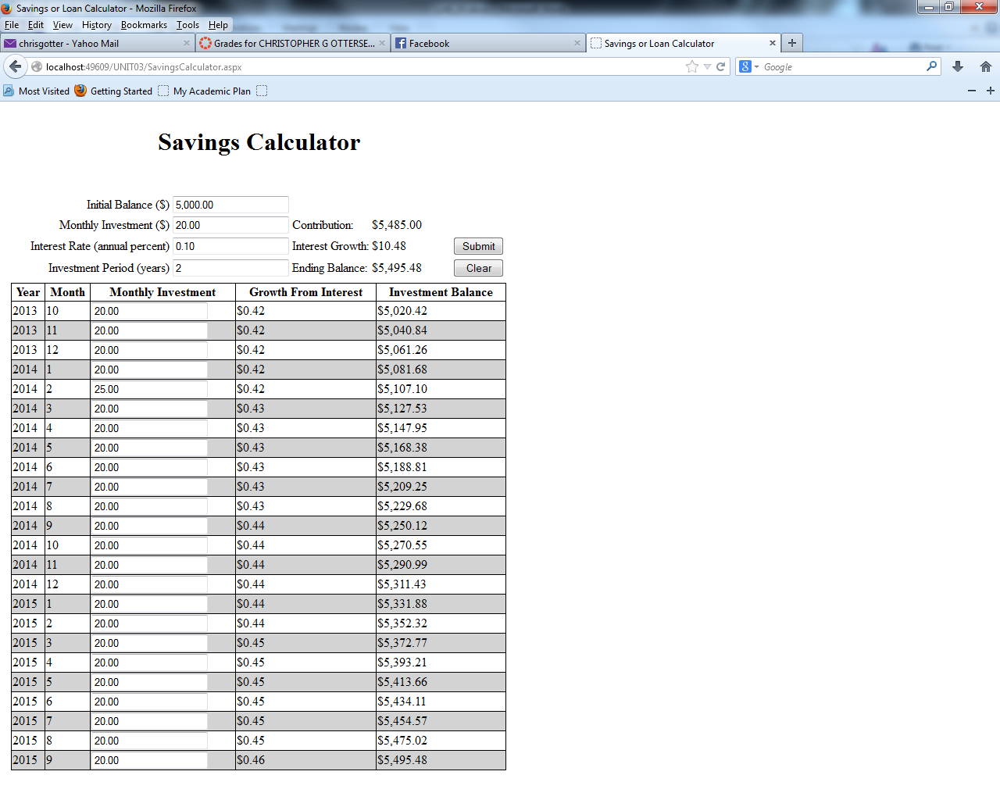 Savings or Loan Calculator - Mozilla Firefox
File Edit View History Bookmarks Tools Help
chrisgotter - Yahoo Mail × Grades for CHRISTOPHER G OTTERSE... × Facebook × Savings or Loan Calculator × +
localhost:49609/UNIT03/SavingsCalculator.aspx Google
Most Visited Getting Started My Academic Plan
Savings Calculator
Initial Balance ($) 5,000.00
Monthly Investment ($) 20.00 Contribution: $5,485.00
Interest Rate (annual percent) 0.10 Interest Growth: $10.48 Submit
Investment Period (years) 2 Ending Balance: $5,495.48 Clear
Year Month Monthly Investment Growth From Interest Investment Balance
2013 10 20.00 $0.42 $5,020.42
2013 11 20.00 $0.42 $5,040.84
2013 12 20.00 $0.42 $5,061.26
2014 1 20.00 $0.42 $5,081.68
2014 2 25.00 $0.42 $5,107.10
2014 3 20.00 $0.43 $5,127.53
2014 4 20.00 $0.43 $5,147.95
2014 5 20.00 $0.43 $5,168.38
2014 6 20.00 $0.43 $5,188.81
2014 7 20.00 $0.43 $5,209.25
2014 8 20.00 $0.43 $5,229.68
2014 9 20.00 $0.44 $5,250.12
2014 10 20.00 $0.44 $5,270.55
2014 11 20.00 $0.44 $5,290.99
2014 12 20.00 $0.44 $5,311.43
2015 1 20.00 $0.44 $5,331.88
2015 2 20.00 $0.44 $5,352.32
2015 3 20.00 $0.45 $5,372.77
2015 4 20.00 $0.45 $5,393.21
2015 5 20.00 $0.45 $5,413.66
2015 6 20.00 $0.45 $5,434.11
2015 7 20.00 $0.45 $5,454.57
2015 8 20.00 $0.45 $5,475.02
2015 9 20.00 $0.46 $5,495.48